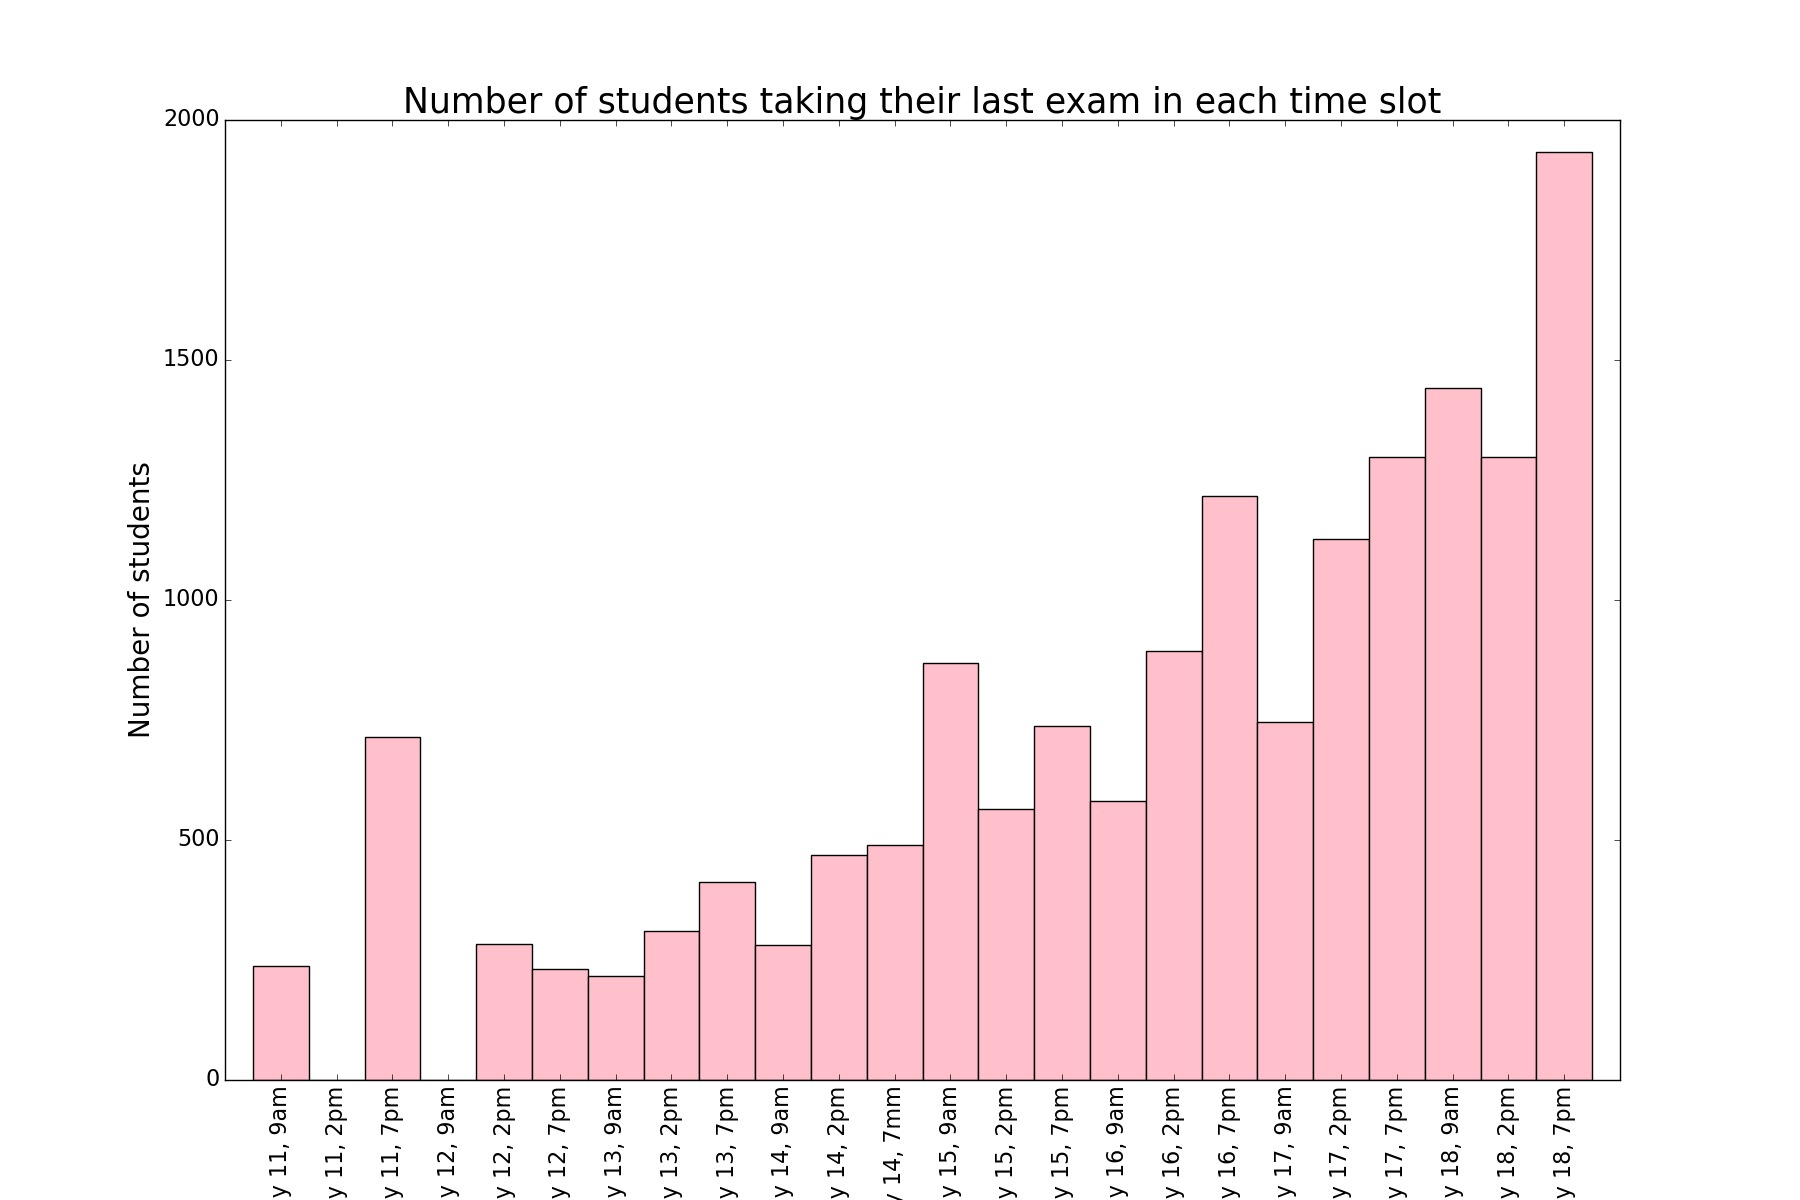 Number of students taking their last exam in each time slot
Number of students
2000
1500
1000
500
0
y 11, 9am
y 11, 2pm
y 11, 7pm
y 12, 9am
y 12, 2pm
y 12, 7pm
y 13, 9am
y 13, 2pm
y 13, 7pm
y 14, 9am
y 14, 2pm
y 14, 7mm
y 15, 9am
y 15, 2pm
y 15, 7pm
y 16, 9am
y 16, 2pm
y 16, 7pm
y 17, 9am
y 17, 2pm
y 17, 7pm
y 18, 9am
y 18, 2pm
y 18, 7pm